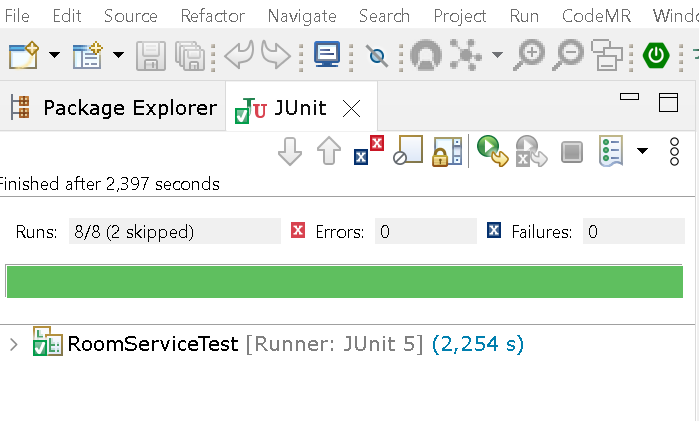 File Edit Source Refactor Navigate Search Project Run CodeMR Windo
Package Explorer JUnit
Finished after 2,397 seconds
Runs: 8/8 (2 skipped) Errors: 0 Failures: 0
RoomServiceTest [Runner: JUnit 5] (2,254 s)